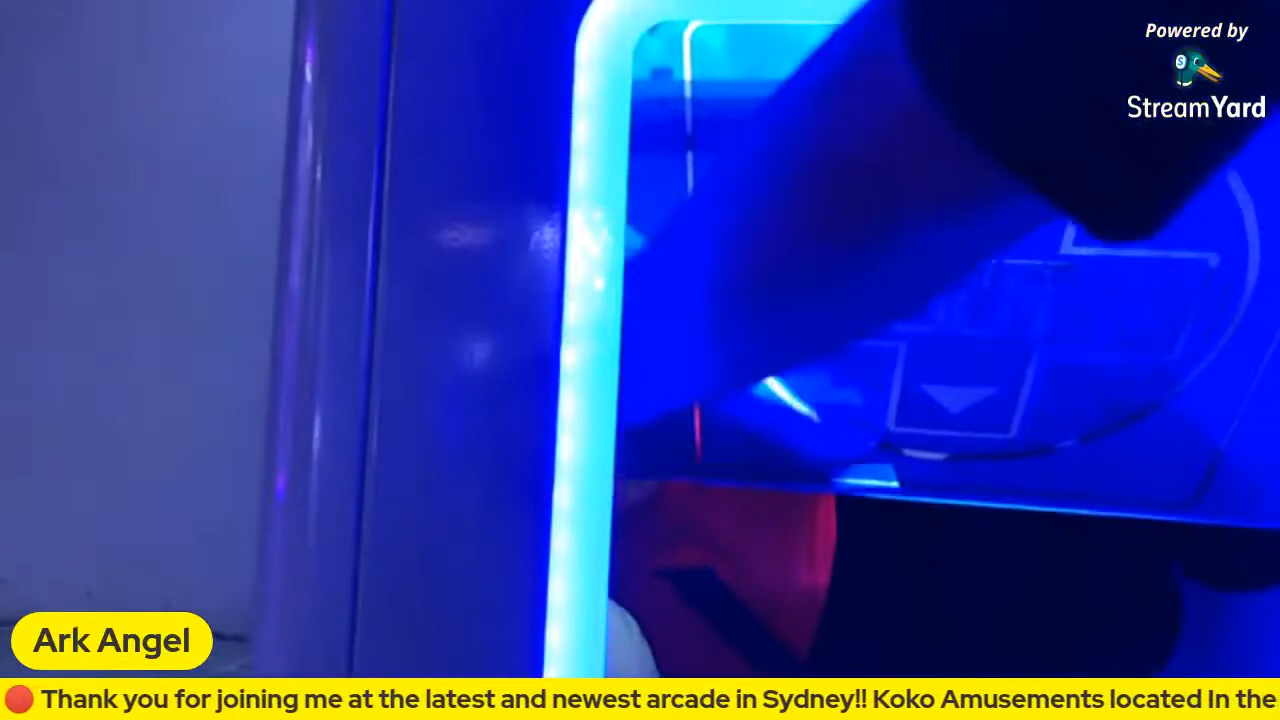 Powered by
StreamYard
Ark Angel
Thank you for joining me at the latest and newest arcade in Sydney!! Koko Amusements located In the